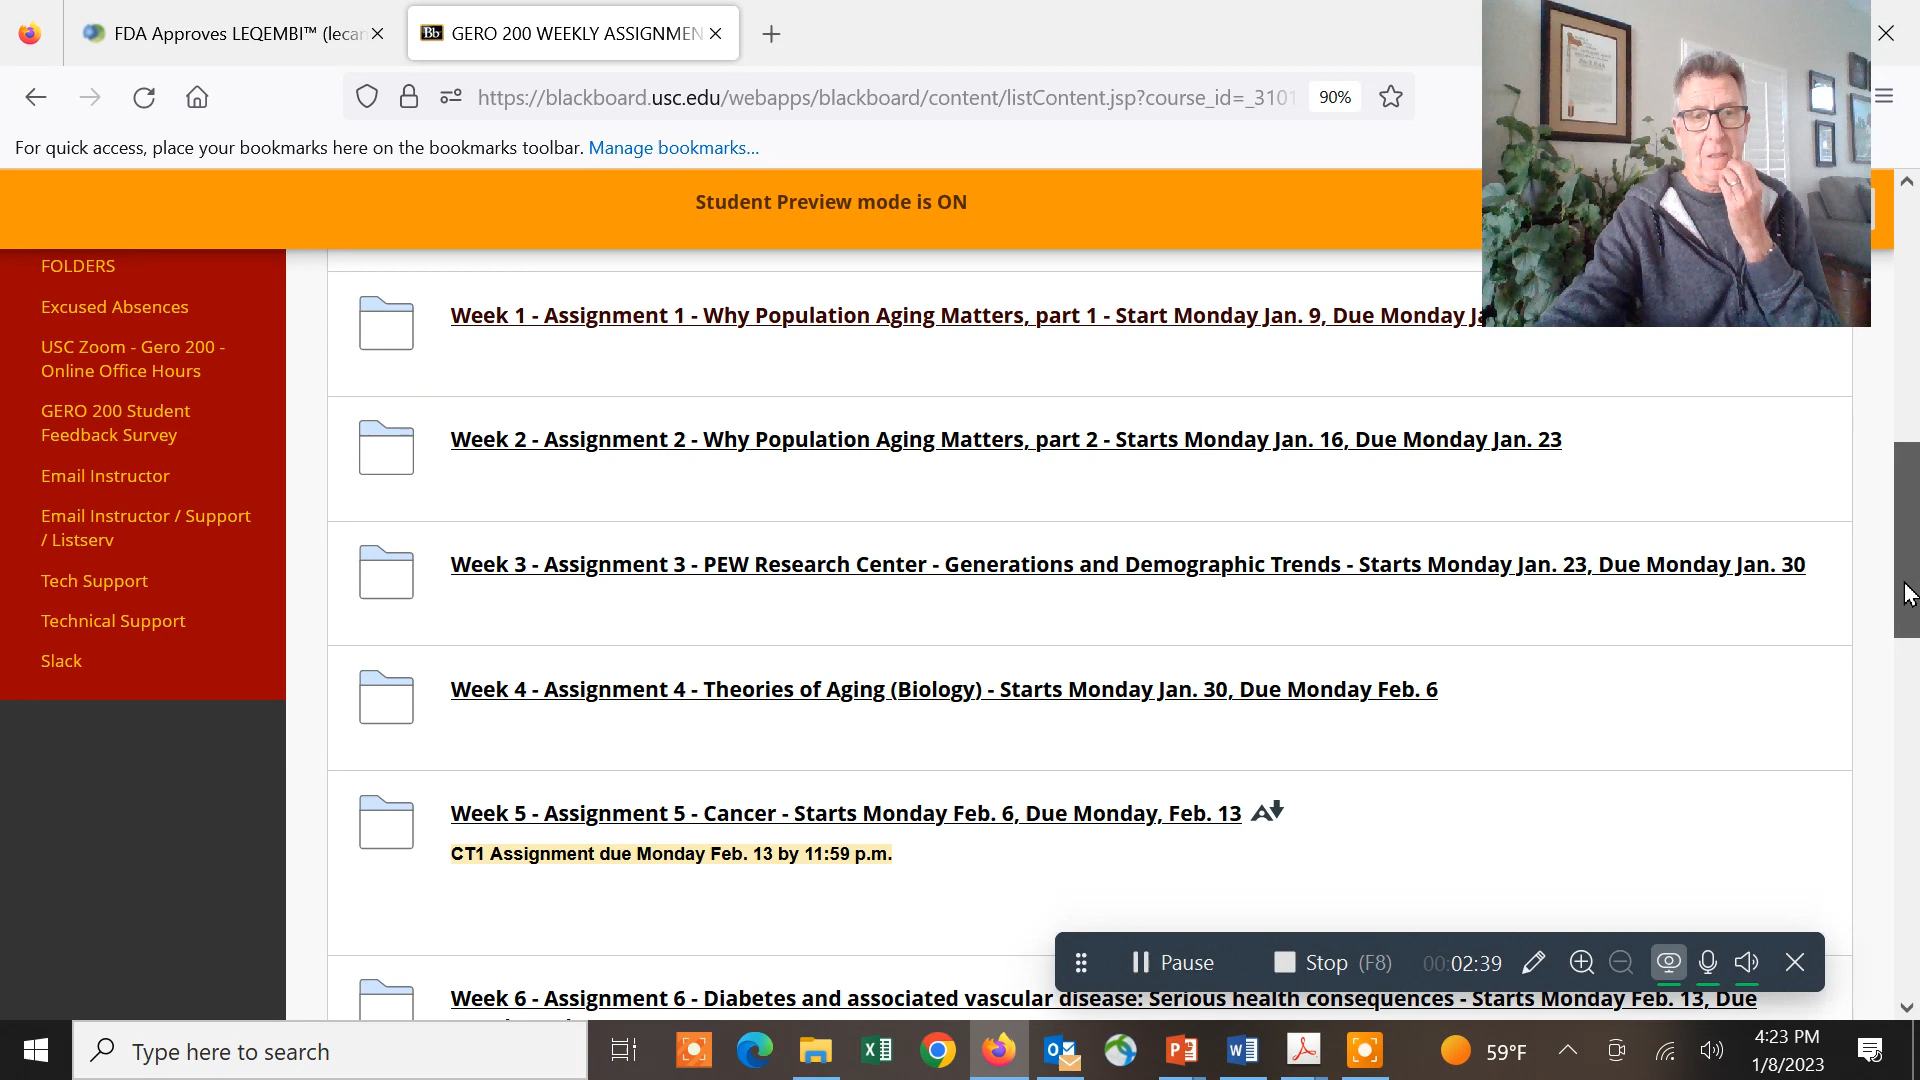 FDA Approves LEQEMBI™ (lecan
Bb GERO 200 WEEKLY ASSIGNMEN
https://blackboard.usc.edu/webapps/blackboard/content/listContent.jsp?course_id=_3101
90%
For quick access, place your bookmarks here on the bookmarks toolbar. Manage bookmarks...
Student Preview mode is ON
FOLDERS
Excused Absences
USC Zoom - Gero 200 -
Online Office Hours
GERO 200 Student
Feedback Survey
Email Instructor
Email Instructor / Support
/ Listserv
Tech Support
Technical Support
Slack
Week 1 - Assignment 1 - Why Population Aging Matters, part 1 - Start Monday Jan. 9, Due Monday
Week 2 - Assignment 2 - Why Population Aging Matters, part 2 - Starts Monday Jan. 16, Due Monday Jan. 23
Week 3 - Assignment 3 - PEW Research Center - Generations and Demographic Trends - Starts Monday Jan. 23, Due Monday Jan. 30
Week 4 - Assignment 4 - Theories of Aging (Biology) - Starts Monday Jan. 30, Due Monday Feb. 6
Week 5 - Assignment 5 - Cancer - Starts Monday Feb. 6, Due Monday, Feb. 13
CT1 Assignment due Monday Feb. 13 by 11:59 p.m.
Pause Stop (F8) 00:02:39
Week 6 - Assignment 6 - Diabetes and associated vascular disease: Serious health consequences - Starts Monday Feb. 13, Due
Type here to search
59°F
4:23 PM
1/8/2023